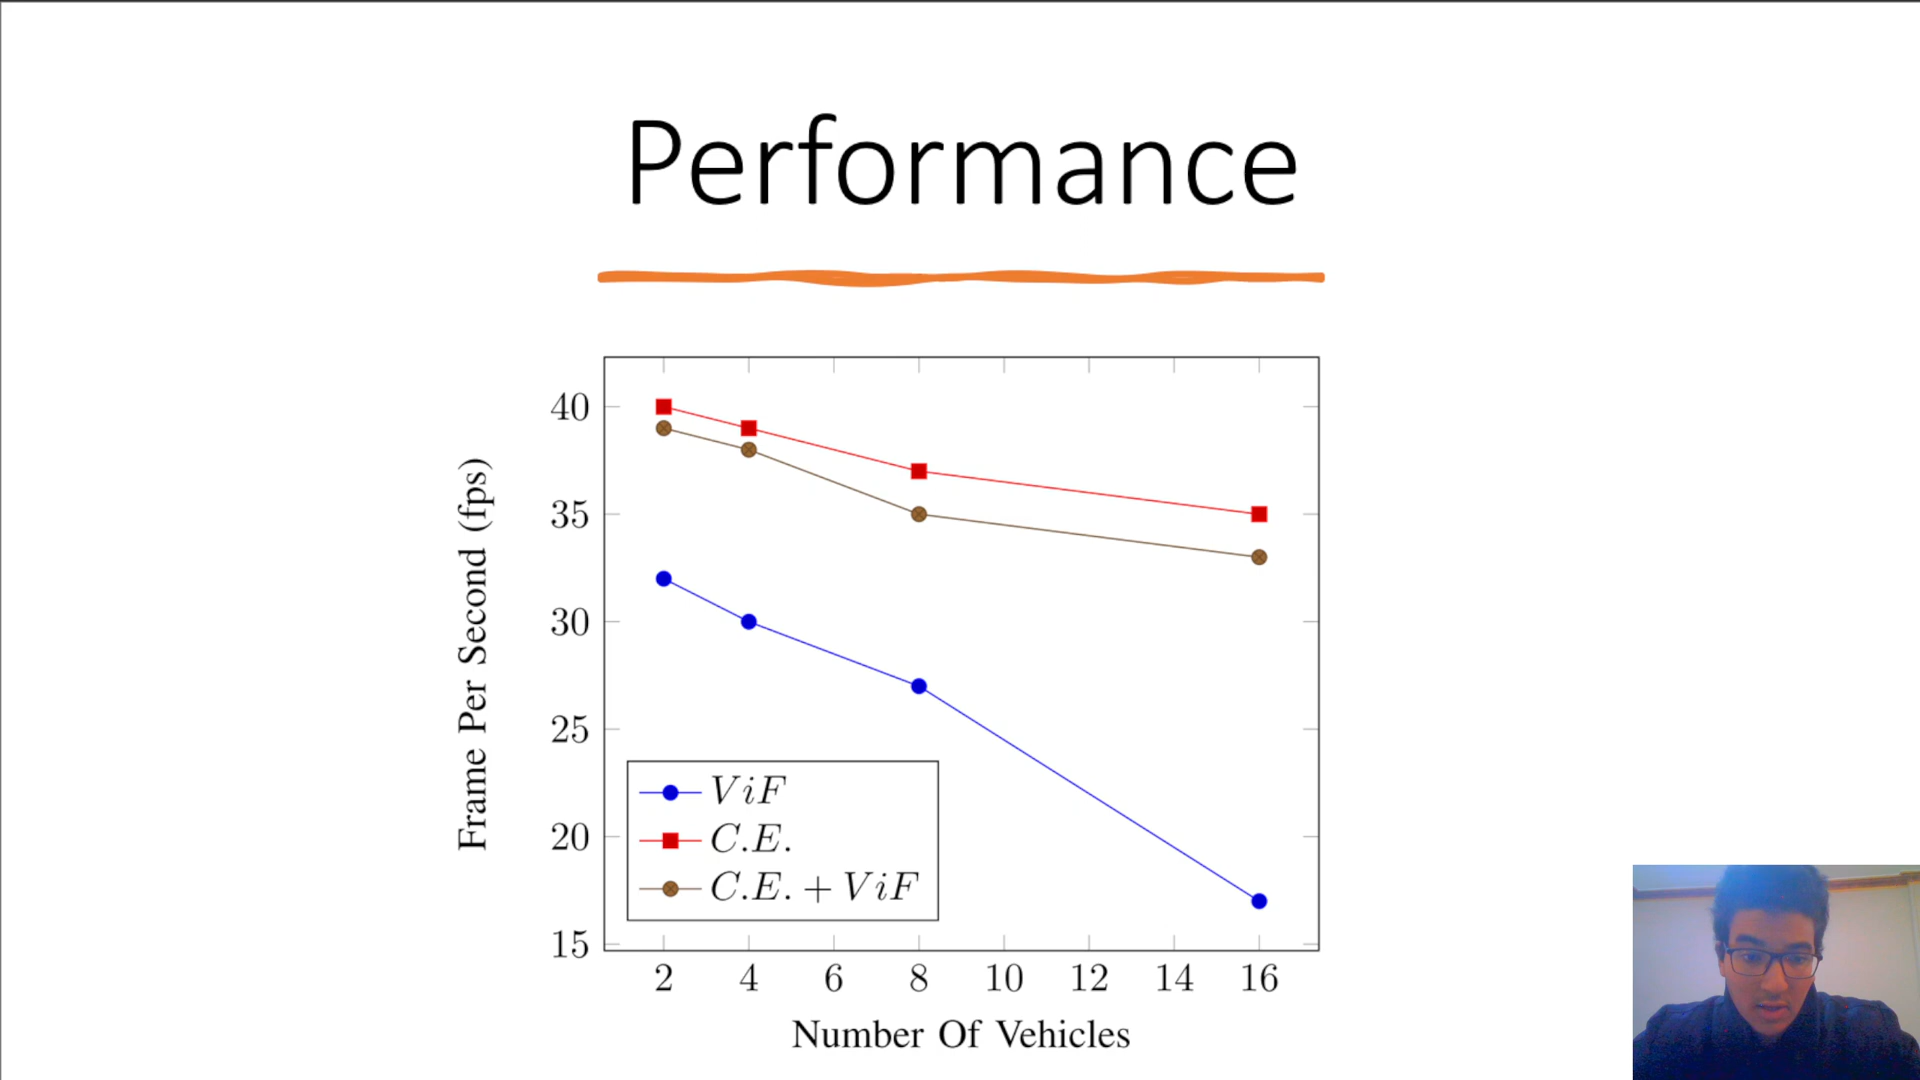 Performance
40
35
30
25
20
15
Frame Per Second (fps)
ViF
C.E.
C.E. + ViF
2 4 6 8 10 12 14 16
Number Of Vehicles